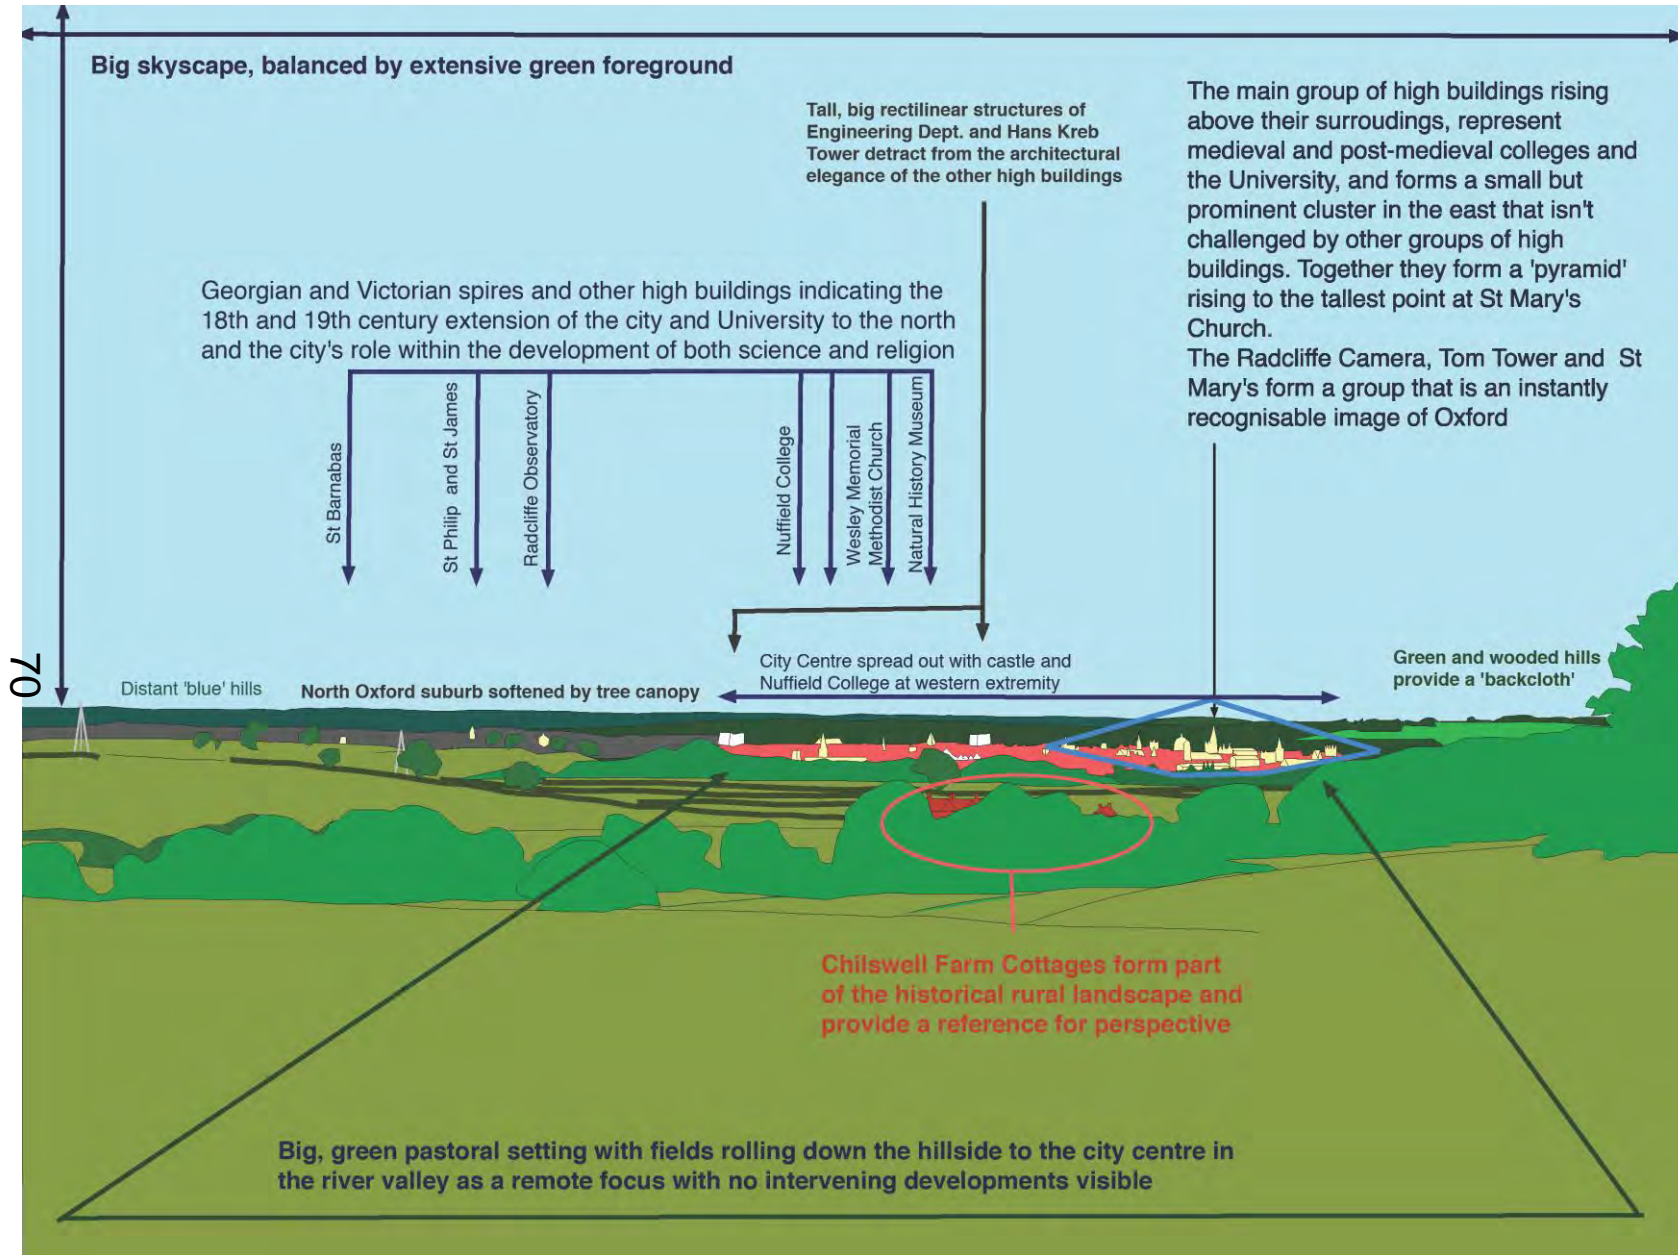 Big skyscape, balanced by extensive green foreground
Tall, big rectilinear structures of
Engineering Dept. and Hans Kreb
Tower detract from the architectural
elegance of the other high buildings
The main group of high buildings rising
above their surroudings, represent
medieval and post-medieval colleges and
the University, and forms a small but
prominent cluster in the east that isn't
challenged by other groups of high
buildings. Together they form a 'pyramid'
rising to the tallest point at St Mary's
Church.
The Radcliffe Camera, Tom Tower and St
Mary's form a group that is an instantly
recognisable image of Oxford
Georgian and Victorian spires and other high buildings indicating the
18th and 19th century extension of the city and University to the north
and the city's role within the development of both science and religion
St Barnabas
St Philip and St James
Radcliffe Observatory
Nuffield College
Wesley Memorial
Methodist Church
Natural History Museum
70
Distant 'blue' hills
North Oxford suburb softened by tree canopy
City Centre spread out with castle and
Nuffield College at western extremity
Green and wooded hills
provide a 'backcloth'
Chilswell Farm Cottages form part
of the historical rural landscape and
provide a reference for perspective
Big, green pastoral setting with fields rolling down the hillside to the city centre in
the river valley as a remote focus with no intervening developments visible